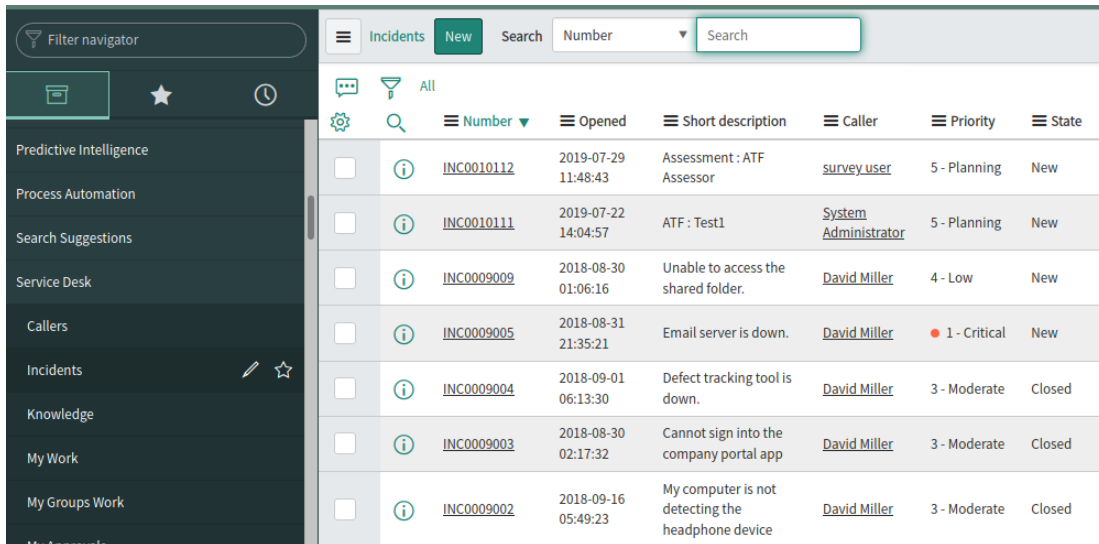 Filter navigator
Predictive Intelligence
Process Automation
Search Suggestions
Service Desk
Callers
Incidents
Knowledge
My Work
My Groups Work
Incidents New Search Number Search
All
Number Opened Short description Caller Priority State
INC0010112 2019-07-29 11:48:43 Assessment : ATF Assessor survey user 5 - Planning New
INC0010111 2019-07-22 14:04:57 ATF : Test1 System Administrator 5 - Planning New
INC0009009 2018-08-30 01:06:16 Unable to access the shared folder. David Miller 4 - Low New
INC0009005 2018-08-31 21:35:21 Email server is down. David Miller 1 - Critical New
INC0009004 2018-09-01 06:13:30 Defect tracking tool is down. David Miller 3 - Moderate Closed
INC0009003 2018-08-30 02:17:32 Cannot sign into the company portal app David Miller 3 - Moderate Closed
INC0009002 2018-09-16 05:49:23 My computer is not detecting the headphone device David Miller 3 - Moderate Closed